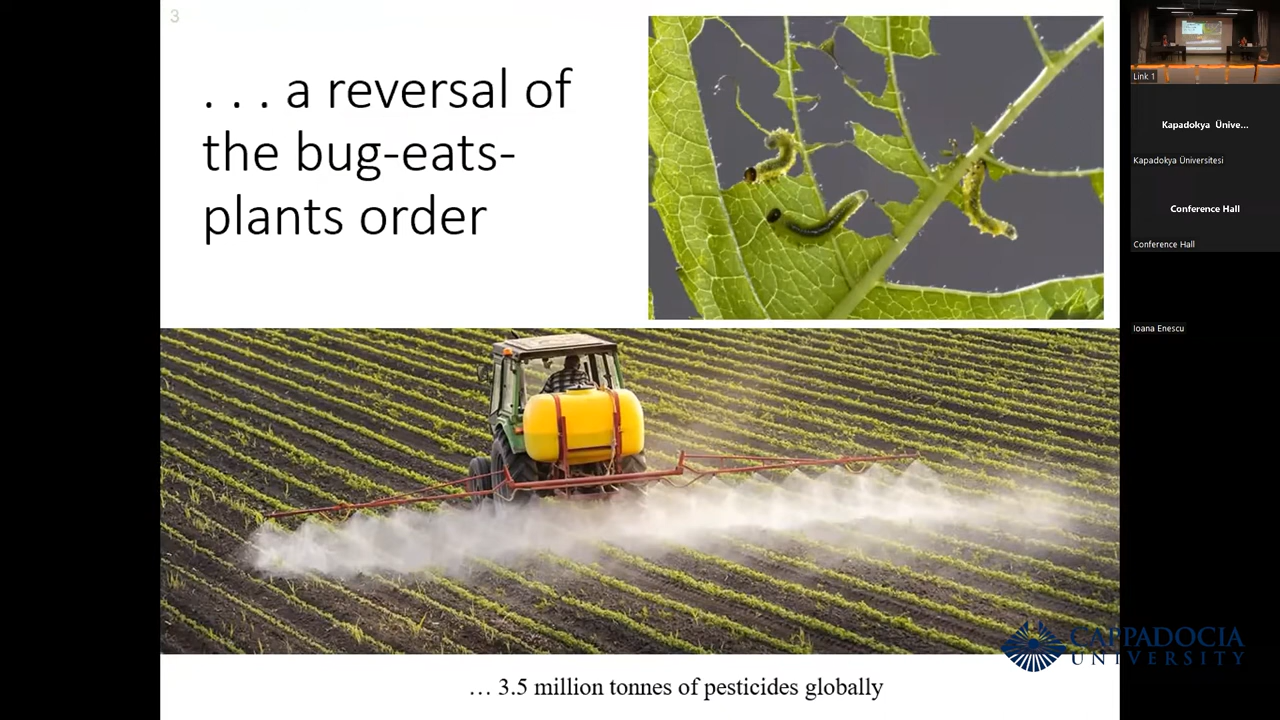 3
. . . a reversal of
the bug-eats-
plants order
… 3.5 million tonnes of pesticides globally
CAPPADOCIA
UNIVERSITY
Link 1
Kapadokya Ünive...
Kapadokya Üniversitesi
Conference Hall
Conference Hall
Ioana Enescu